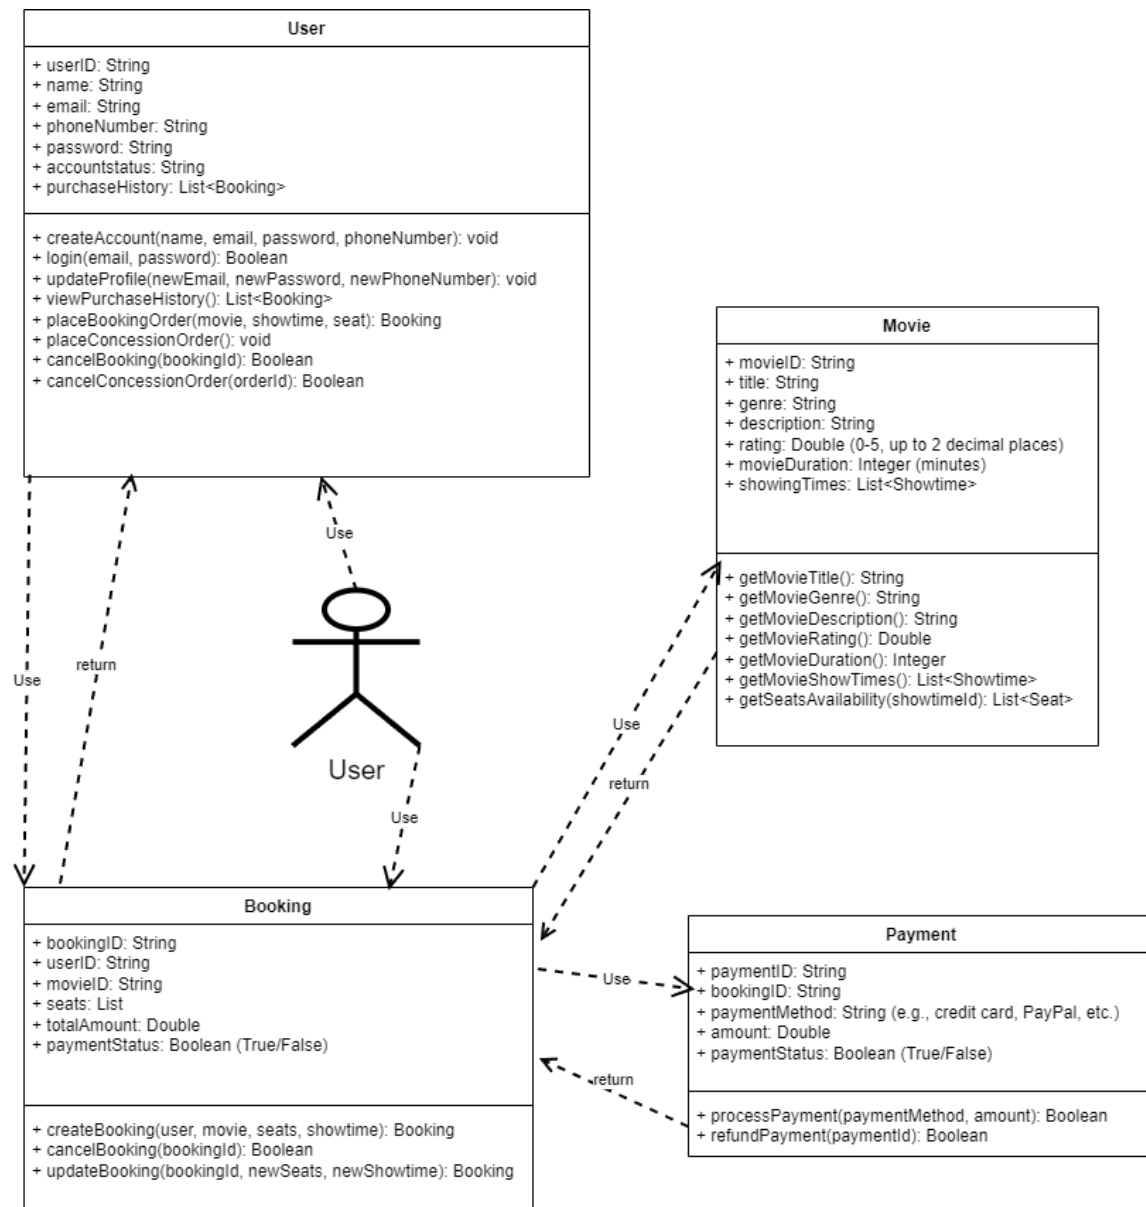 User
+ userID: String
+ name: String
+ email: String
+ phoneNumber: String
+ password: String
+ accountstatus: String
+ purchaseHistory: List<Booking>
+ createAccount(name, email, password, phoneNumber): void
+ login(email, password): Boolean
+ updateProfile(newEmail, newPassword, newPhoneNumber): void
+ viewPurchaseHistory(): List<Booking>
+ placeBookingOrder(movie, showtime, seat): Booking
+ placeConcessionOrder(): void
+ cancelBooking(bookingId): Boolean
+ cancelConcessionOrder(orderId): Boolean
Movie
+ movieID: String
+ title: String
+ genre: String
+ description: String
+ rating: Double (0-5, up to 2 decimal places)
+ movieDuration: Integer (minutes)
+ showingTimes: List<Showtime>
+ getMovieTitle(): String
+ getMovieGenre(): String
+ getMovieDescription(): String
+ getMovieRating(): Double
+ getMovieDuration(): Integer
+ getMovieShowTimes(): List<Showtime>
+ getSeatsAvailability(showtimeId): List<Seat>
Use
return
Use
User
Use
Use
return
Booking
+ bookingID: String
+ userID: String
+ movieID: String
+ seats: List
+ totalAmount: Double
+ paymentStatus: Boolean (True/False)
+ createBooking(user, movie, seats, showtime): Booking
+ cancelBooking(bookingId): Boolean
+ updateBooking(bookingId, newSeats, newShowtime): Booking
Use
return
Payment
+ paymentID: String
+ bookingID: String
+ paymentMethod: String (e.g., credit card, PayPal, etc.)
+ amount: Double
+ paymentStatus: Boolean (True/False)
+ processPayment(paymentMethod, amount): Boolean
+ refundPayment(paymentId): Boolean